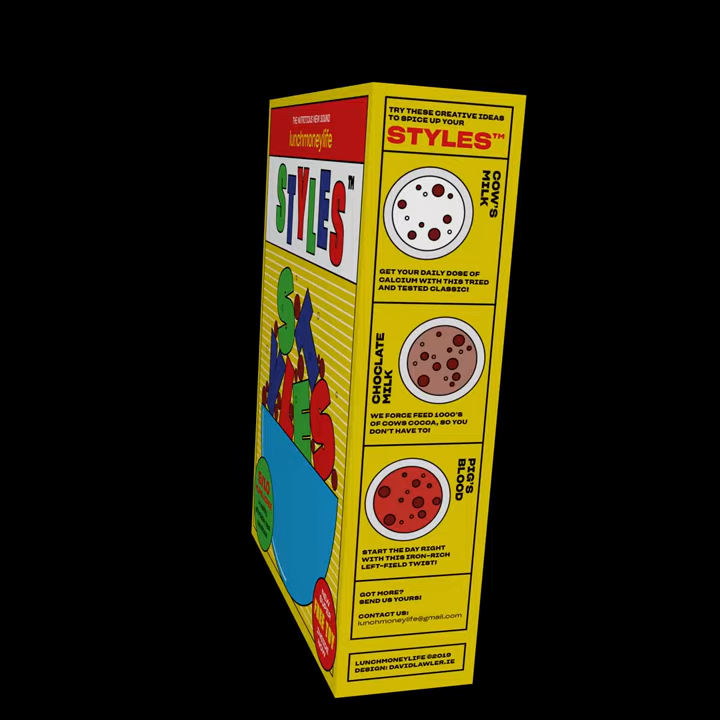 THE NUTRITIOUS NEW SOUND
lunchmoneylife
STYLES™
STYLES
TRY THESE CREATIVE IDEAS
TO SPICE UP YOUR
STYLES™
COW'S
MILK
GET YOUR DAILY DOSE OF
CALCIUM WITH THIS TRIED
AND TESTED CLASSIC!
CHOCLATE
MILK
WE FORCE FEED 1000'S
OF COWS COCOA, SO YOU
DON'T HAVE TO!
PIG'S
BLOOD
START THE DAY RIGHT
WITH THIS IRON-RICH
LEFT-FIELD TWIST!
GOT MORE?
SEND US YOURS!
CONTACT US:
lunchmoneylife@gmail.com
LUNCHMONEYLIFE ©2019
DESIGN: DAVIDLAWLER.IE